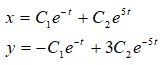 x = C₁e⁻ᵗ + C₂e⁵ᵗ
y = −C₁e⁻ᵗ + 3C₂e⁻⁵ᵗ